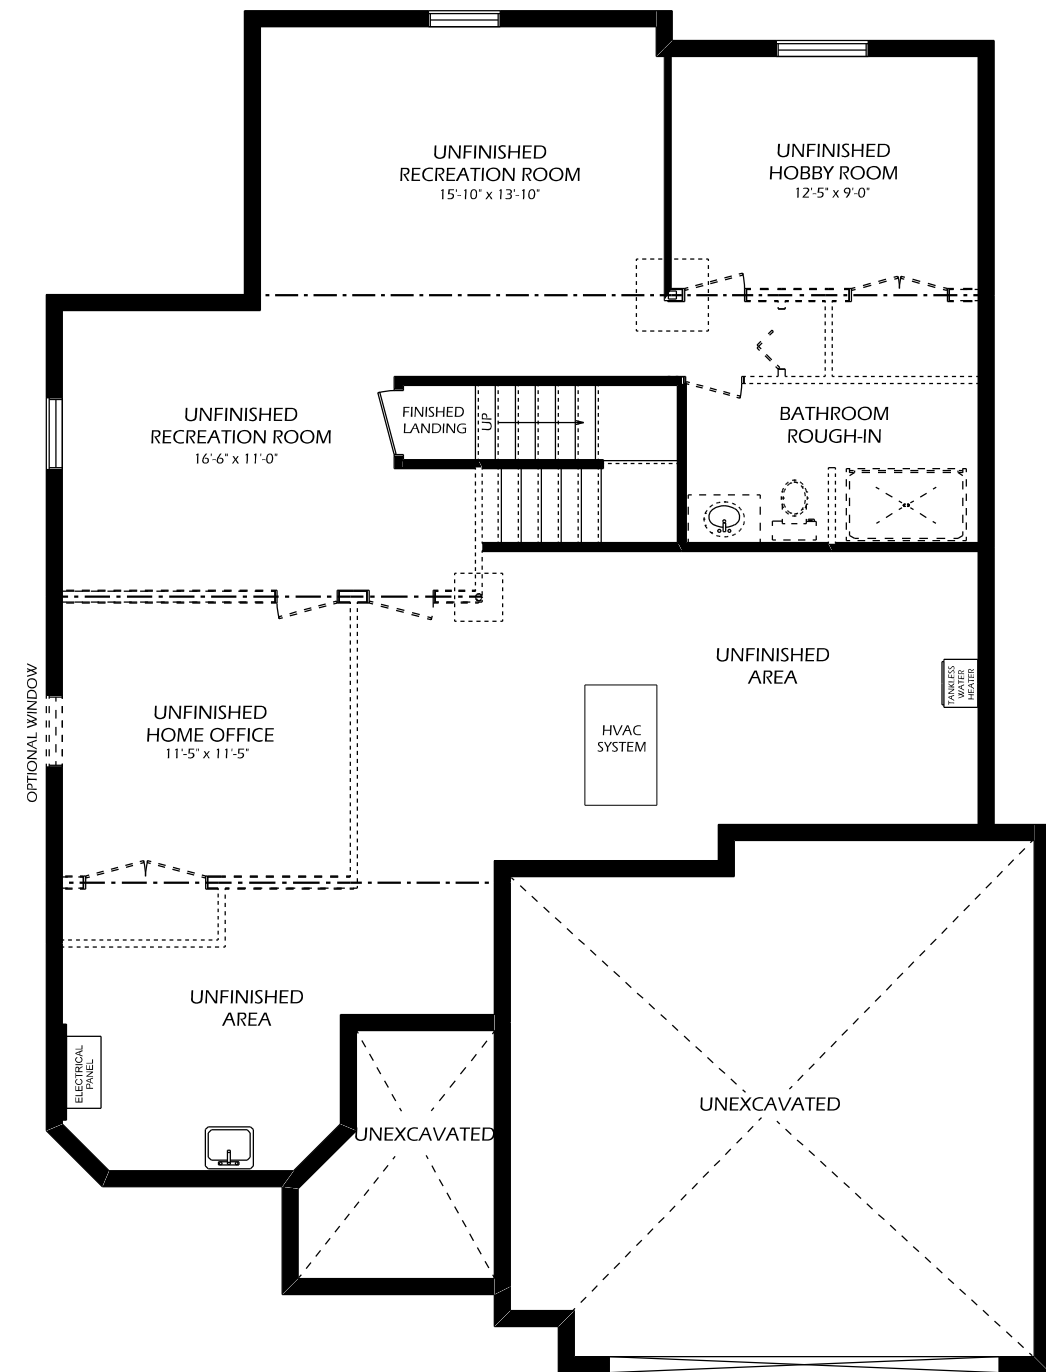 UNFINISHED
RECREATION ROOM
15'-10" x 13'-10"
UNFINISHED
HOBBY ROOM
12'-5" x 9'-0"
UNFINISHED
RECREATION ROOM
16'-6" x 11'-0"
FINISHED
LANDING
UP
BATHROOM
ROUGH-IN
UNFINISHED
AREA
TANKLESS
WATER
HEATER
OPTIONAL WINDOW
UNFINISHED
HOME OFFICE
11'-5" x 11'-5"
HVAC
SYSTEM
UNFINISHED
AREA
ELECTRICAL
PANEL
UNEXCAVATED
UNEXCAVATED